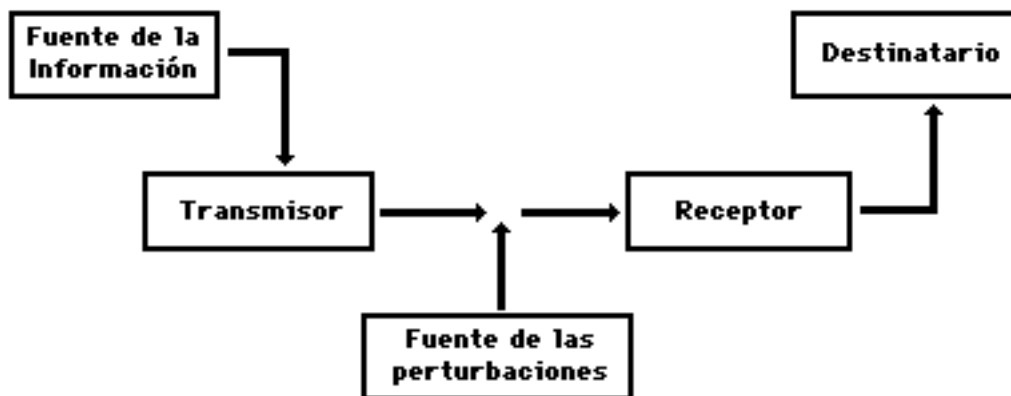 Fuente de la
Información
Destinatario
Transmisor
Receptor
Fuente de las
perturbaciones